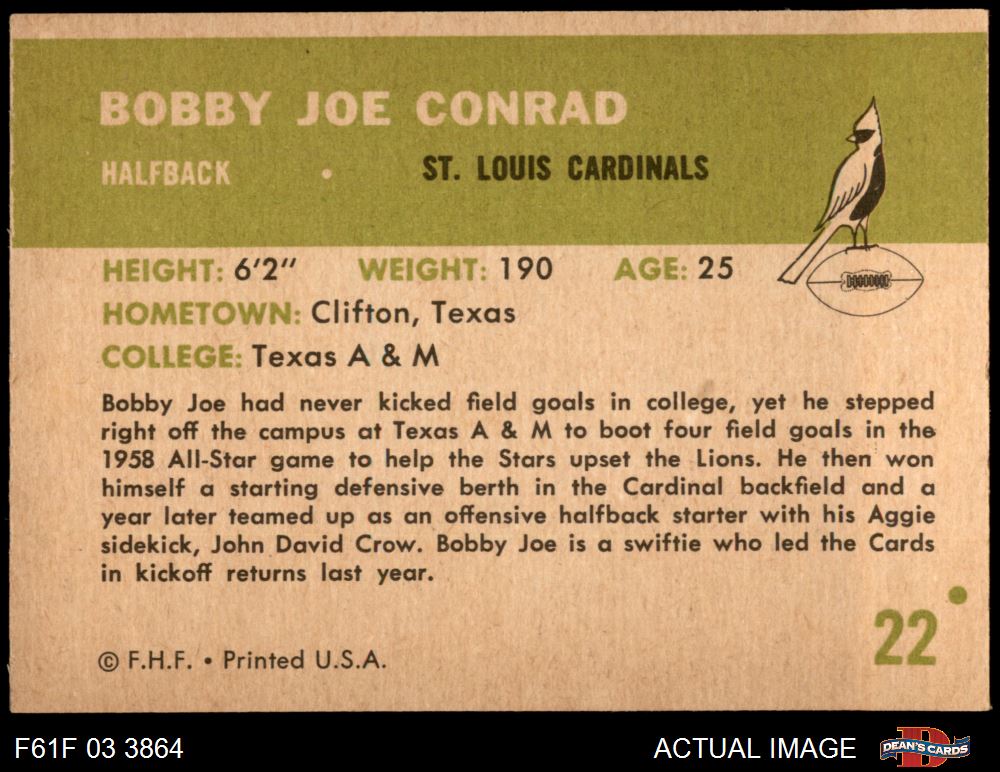 BOBBY JOE CONRAD
HALFBACK • ST. LOUIS CARDINALS
HEIGHT: 6'2" WEIGHT: 190 AGE: 25
HOMETOWN: Clifton, Texas
COLLEGE: Texas A & M
Bobby Joe had never kicked field goals in college, yet he stepped
right off the campus at Texas A & M to boot four field goals in the
1958 All-Star game to help the Stars upset the Lions. He then won
himself a starting defensive berth in the Cardinal backfield and a
year later teamed up as an offensive halfback starter with his Aggie
sidekick, John David Crow. Bobby Joe is a swiftie who led the Cards
in kickoff returns last year.
22
© F.H.F. • Printed U.S.A.
F61F 03 3864 ACTUAL IMAGE D DEAN'S CARDS